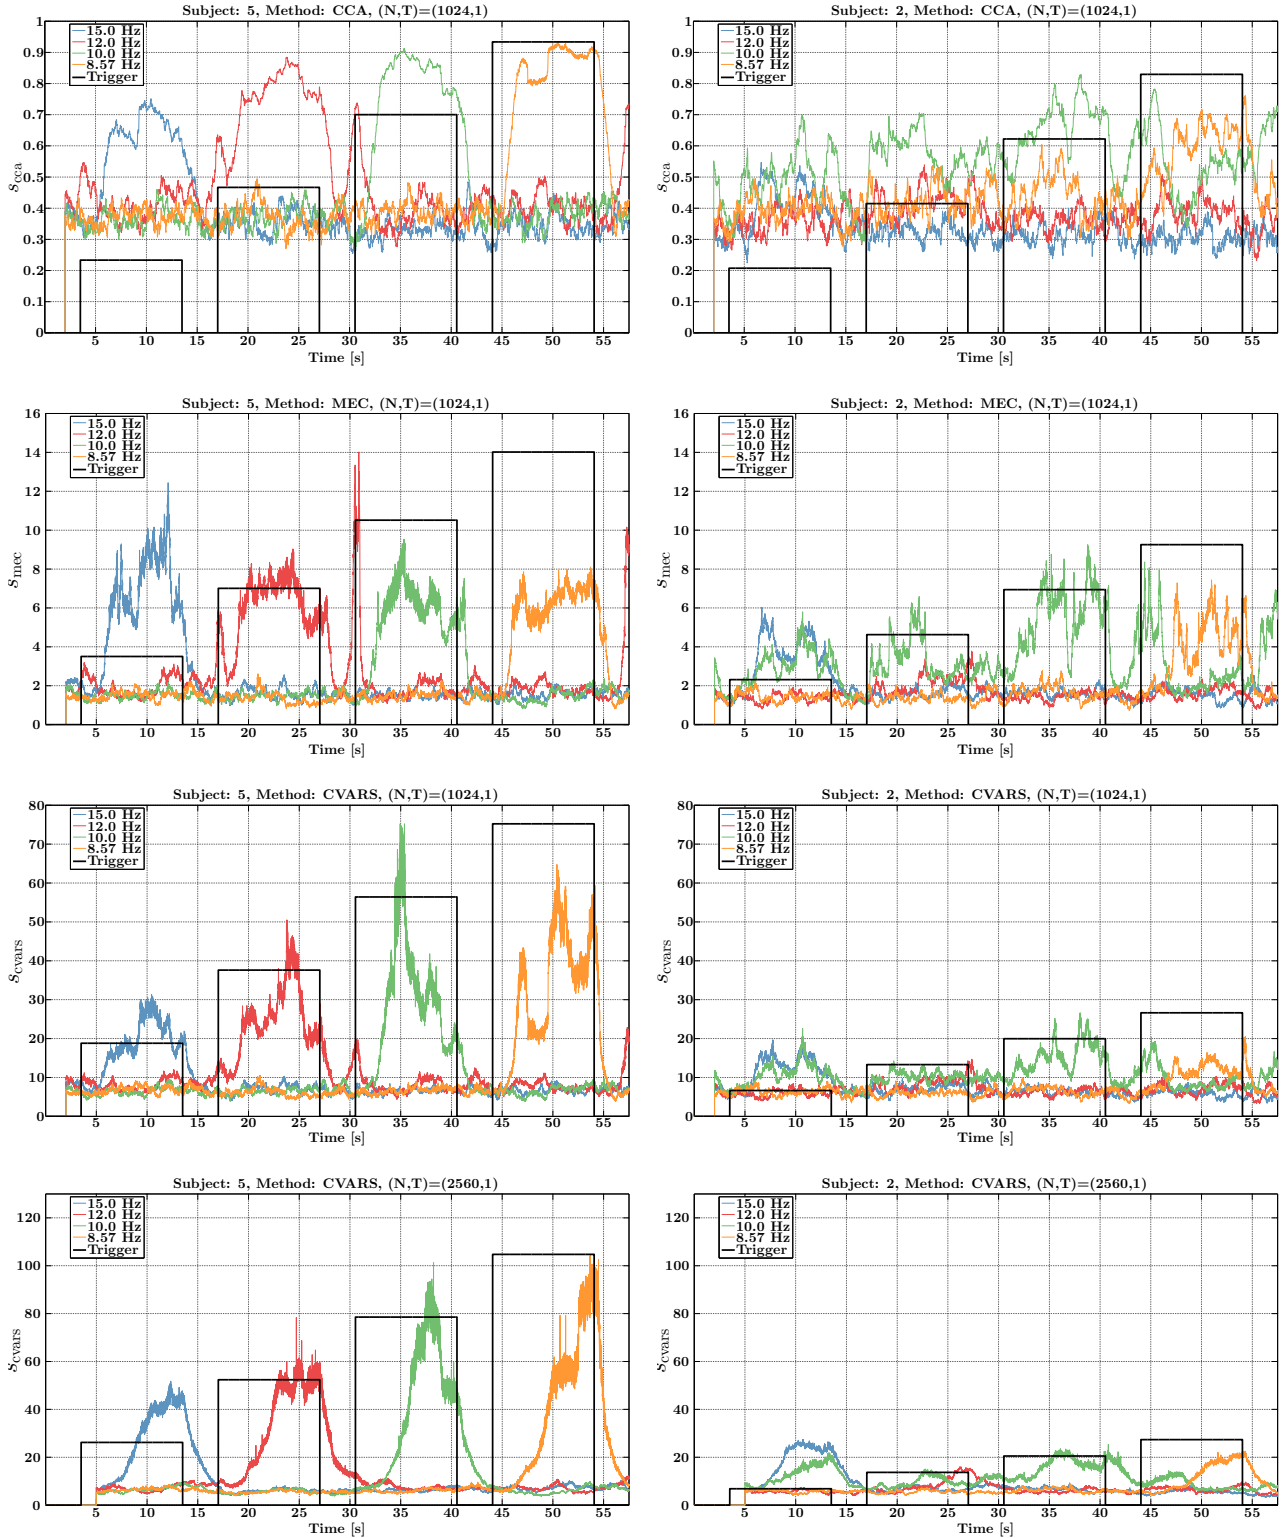 Subject: 5, Method: CCA, (N,T)=(1024,1)
1
0.9
0.8
0.7
0.6
0.5
0.4
0.3
0.2
0.1
0
s_cca
15.0 Hz
12.0 Hz
10.0 Hz
8.57 Hz
Trigger
5 10 15 20 25 30 35 40 45 50 55
Time [s]
Subject: 2, Method: CCA, (N,T)=(1024,1)
1
0.9
0.8
0.7
0.6
0.5
0.4
0.3
0.2
0.1
0
s_cca
15.0 Hz
12.0 Hz
10.0 Hz
8.57 Hz
Trigger
5 10 15 20 25 30 35 40 45 50 55
Time [s]
Subject: 5, Method: MEC, (N,T)=(1024,1)
16
14
12
10
8
6
4
2
0
s_mec
15.0 Hz
12.0 Hz
10.0 Hz
8.57 Hz
Trigger
5 10 15 20 25 30 35 40 45 50 55
Time [s]
Subject: 2, Method: MEC, (N,T)=(1024,1)
16
14
12
10
8
6
4
2
0
s_mec
15.0 Hz
12.0 Hz
10.0 Hz
8.57 Hz
Trigger
5 10 15 20 25 30 35 40 45 50 55
Time [s]
Subject: 5, Method: CVARS, (N,T)=(1024,1)
80
70
60
50
40
30
20
10
0
s_cvars
15.0 Hz
12.0 Hz
10.0 Hz
8.57 Hz
Trigger
5 10 15 20 25 30 35 40 45 50 55
Time [s]
Subject: 2, Method: CVARS, (N,T)=(1024,1)
80
70
60
50
40
30
20
10
0
s_cvars
15.0 Hz
12.0 Hz
10.0 Hz
8.57 Hz
Trigger
5 10 15 20 25 30 35 40 45 50 55
Time [s]
Subject: 5, Method: CVARS, (N,T)=(2560,1)
120
100
80
60
40
20
0
s_cvars
15.0 Hz
12.0 Hz
10.0 Hz
8.57 Hz
Trigger
5 10 15 20 25 30 35 40 45 50 55
Time [s]
Subject: 2, Method: CVARS, (N,T)=(2560,1)
120
100
80
60
40
20
0
s_cvars
15.0 Hz
12.0 Hz
10.0 Hz
8.57 Hz
Trigger
5 10 15 20 25 30 35 40 45 50 55
Time [s]